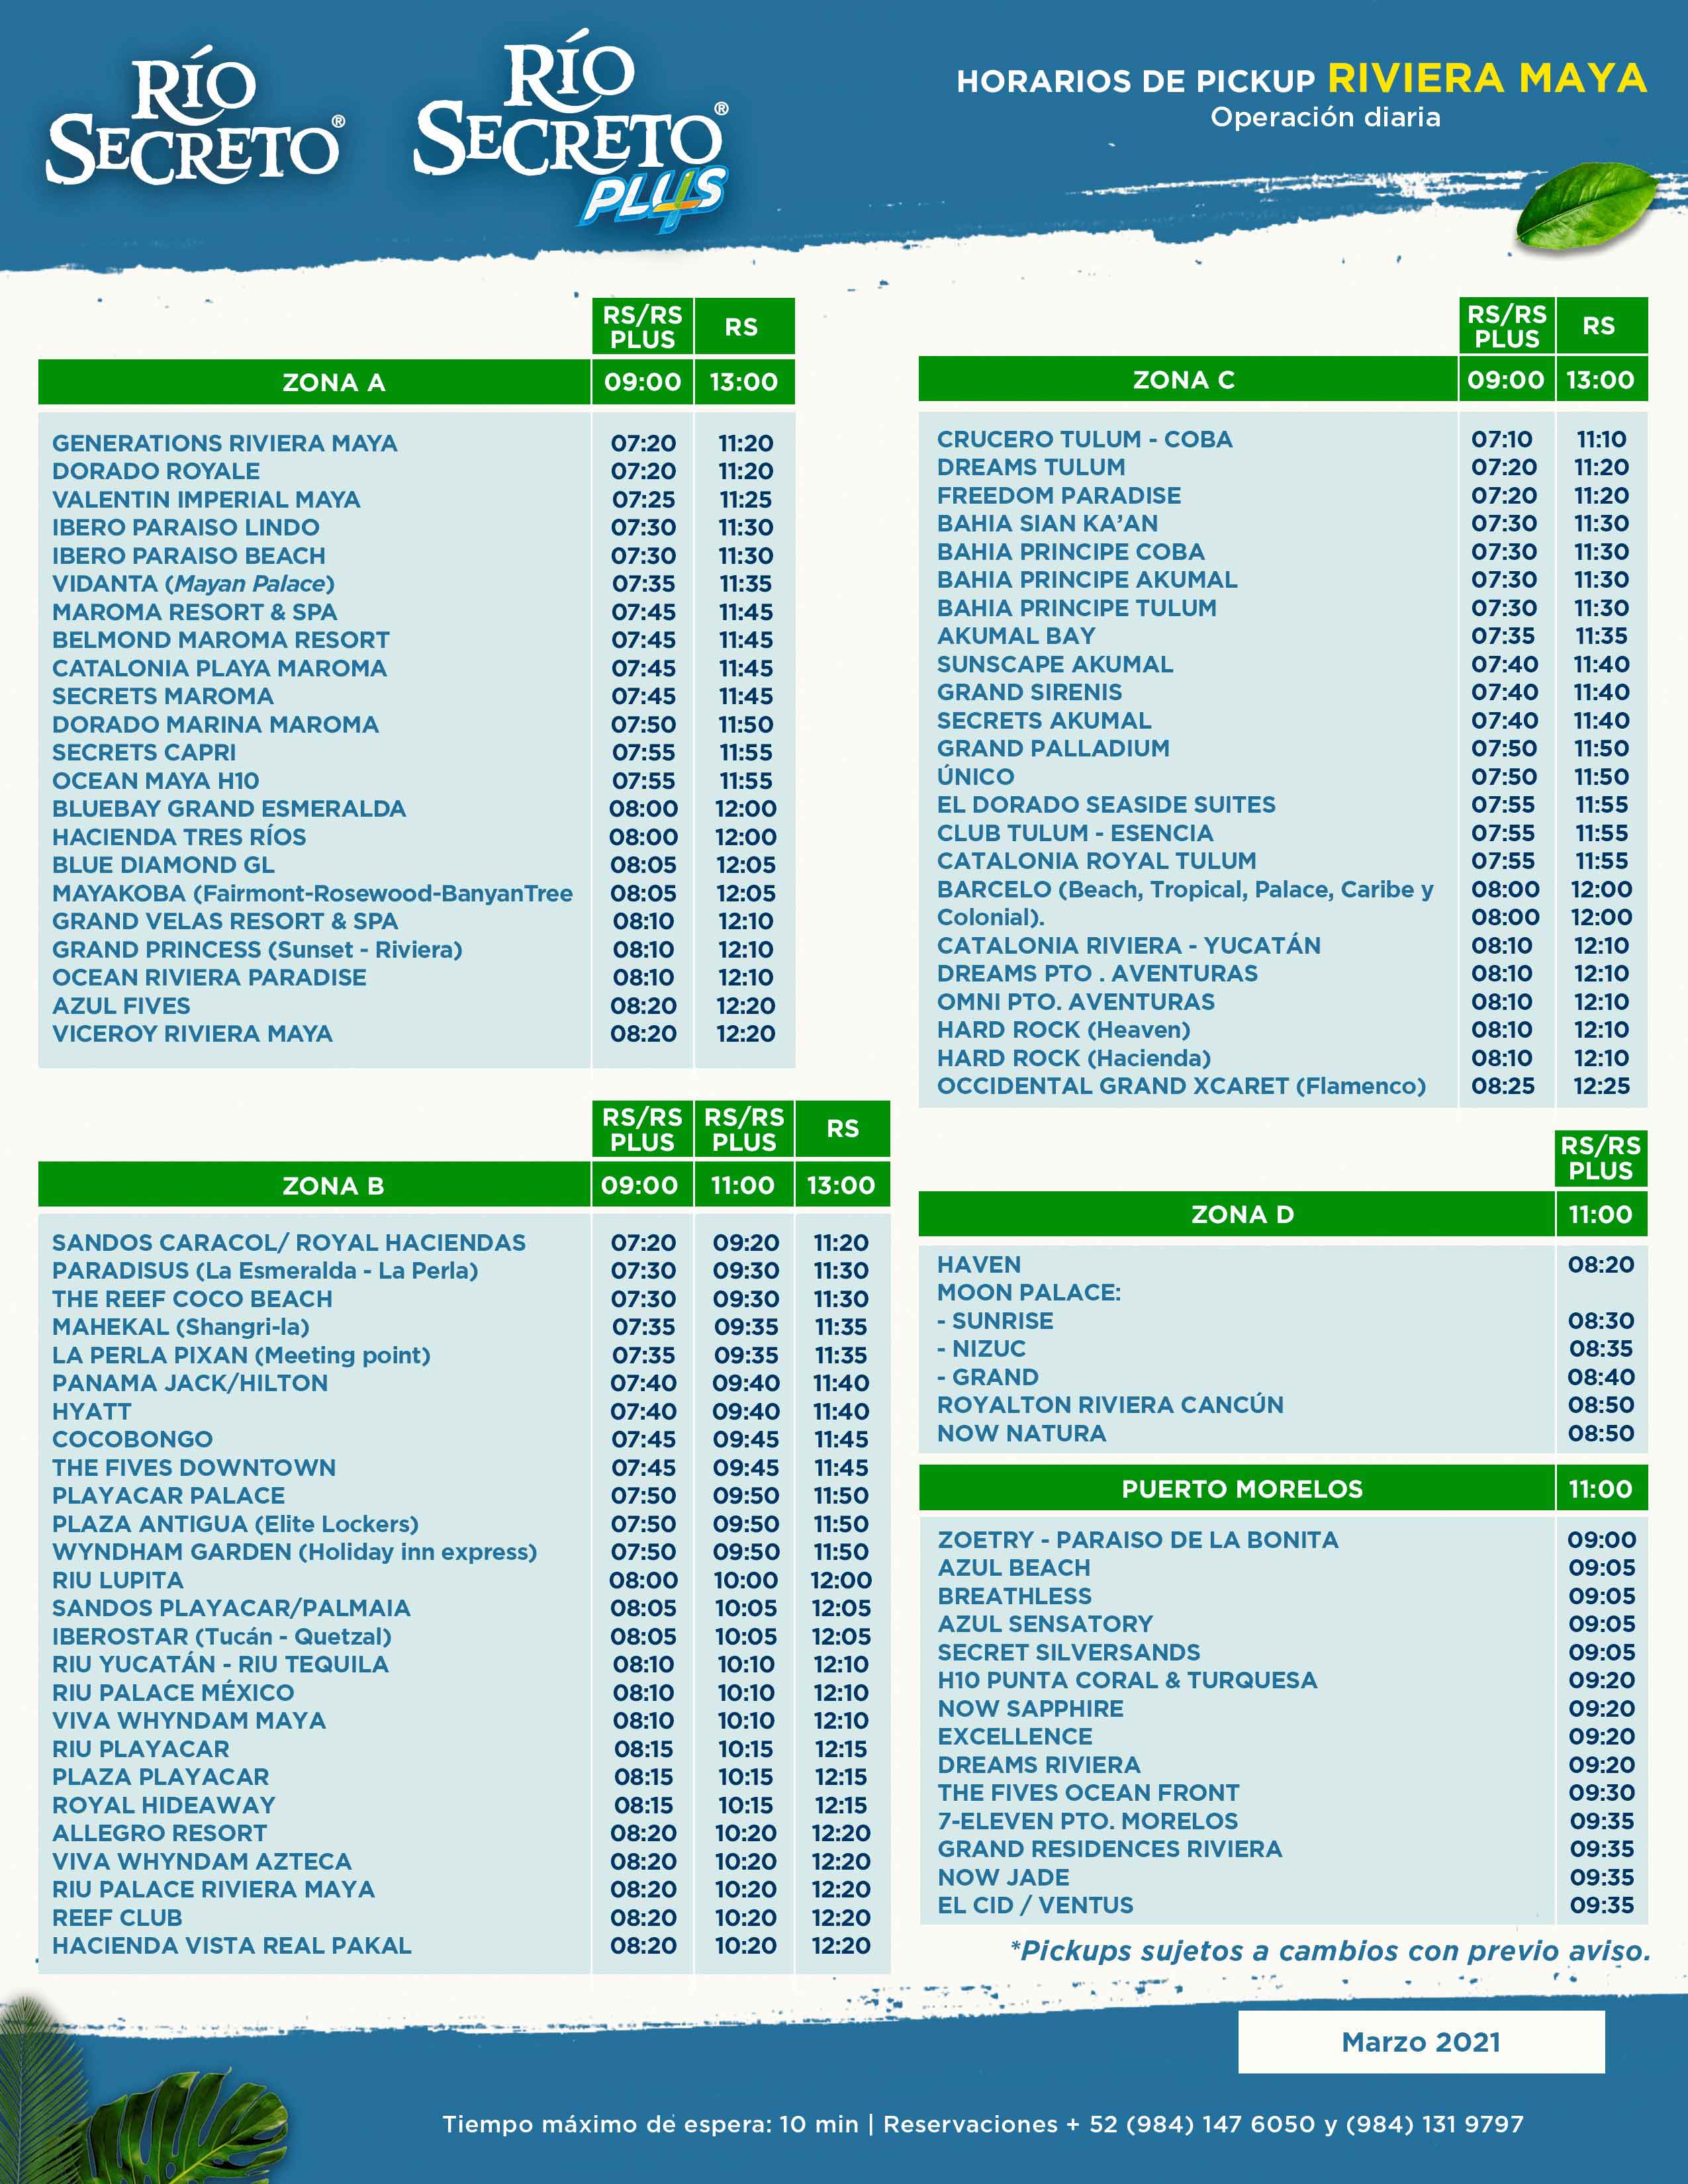 RÍO
SECRETO®
RÍO
SECRETO®
PLUS
HORARIOS DE PICKUP RIVIERA MAYA
Operación diaria
RS/RS PLUS RS
ZONA A 09:00 13:00
GENERATIONS RIVIERA MAYA 07:20 11:20
DORADO ROYALE 07:20 11:20
VALENTIN IMPERIAL MAYA 07:25 11:25
IBERO PARAISO LINDO 07:30 11:30
IBERO PARAISO BEACH 07:30 11:30
VIDANTA (Mayan Palace) 07:35 11:35
MAROMA RESORT & SPA 07:45 11:45
BELMOND MAROMA RESORT 07:45 11:45
CATALONIA PLAYA MAROMA 07:45 11:45
SECRETS MAROMA 07:45 11:45
DORADO MARINA MAROMA 07:50 11:50
SECRETS CAPRI 07:55 11:55
OCEAN MAYA H10 07:55 11:55
BLUEBAY GRAND ESMERALDA 08:00 12:00
HACIENDA TRES RÍOS 08:00 12:00
BLUE DIAMOND GL 08:05 12:05
MAYAKOBA (Fairmont-Rosewood-BanyanTree 08:05 12:05
GRAND VELAS RESORT & SPA 08:10 12:10
GRAND PRINCESS (Sunset - Riviera) 08:10 12:10
OCEAN RIVIERA PARADISE 08:10 12:10
AZUL FIVES 08:20 12:20
VICEROY RIVIERA MAYA 08:20 12:20
RS/RS PLUS RS/RS PLUS RS
ZONA B 09:00 11:00 13:00
SANDOS CARACOL/ ROYAL HACIENDAS 07:20 09:20 11:20
PARADISUS (La Esmeralda - La Perla) 07:30 09:30 11:30
THE REEF COCO BEACH 07:30 09:30 11:30
MAHEKAL (Shangri-la) 07:35 09:35 11:35
LA PERLA PIXAN (Meeting point) 07:35 09:35 11:35
PANAMA JACK/HILTON 07:40 09:40 11:40
HYATT 07:40 09:40 11:40
COCOBONGO 07:45 09:45 11:45
THE FIVES DOWNTOWN 07:45 09:45 11:45
PLAYACAR PALACE 07:50 09:50 11:50
PLAZA ANTIGUA (Elite Lockers) 07:50 09:50 11:50
WYNDHAM GARDEN (Holiday inn express) 07:50 09:50 11:50
RIU LUPITA 08:00 10:00 12:00
SANDOS PLAYACAR/PALMAIA 08:05 10:05 12:05
IBEROSTAR (Tucán - Quetzal) 08:05 10:05 12:05
RIU YUCATÁN - RIU TEQUILA 08:10 10:10 12:10
RIU PALACE MÉXICO 08:10 10:10 12:10
VIVA WHYNDAM MAYA 08:10 10:10 12:10
RIU PLAYACAR 08:15 10:15 12:15
PLAZA PLAYACAR 08:15 10:15 12:15
ROYAL HIDEAWAY 08:15 10:15 12:15
ALLEGRO RESORT 08:20 10:20 12:20
VIVA WHYNDAM AZTECA 08:20 10:20 12:20
RIU PALACE RIVIERA MAYA 08:20 10:20 12:20
REEF CLUB 08:20 10:20 12:20
HACIENDA VISTA REAL PAKAL 08:20 10:20 12:20
RS/RS PLUS RS
ZONA C 09:00 13:00
CRUCERO TULUM - COBA 07:10 11:10
DREAMS TULUM 07:20 11:20
FREEDOM PARADISE 07:20 11:20
BAHIA SIAN KA’AN 07:30 11:30
BAHIA PRINCIPE COBA 07:30 11:30
BAHIA PRINCIPE AKUMAL 07:30 11:30
BAHIA PRINCIPE TULUM 07:30 11:30
AKUMAL BAY 07:35 11:35
SUNSCAPE AKUMAL 07:40 11:40
GRAND SIRENIS 07:40 11:40
SECRETS AKUMAL 07:40 11:40
GRAND PALLADIUM 07:50 11:50
ÚNICO 07:50 11:50
EL DORADO SEASIDE SUITES 07:55 11:55
CLUB TULUM - ESENCIA 07:55 11:55
CATALONIA ROYAL TULUM 07:55 11:55
BARCELO (Beach, Tropical, Palace, Caribe y 08:00 12:00
Colonial). 08:00 12:00
CATALONIA RIVIERA - YUCATÁN 08:10 12:10
DREAMS PTO . AVENTURAS 08:10 12:10
OMNI PTO. AVENTURAS 08:10 12:10
HARD ROCK (Heaven) 08:10 12:10
HARD ROCK (Hacienda) 08:10 12:10
OCCIDENTAL GRAND XCARET (Flamenco) 08:25 12:25
RS/RS PLUS
ZONA D 11:00
HAVEN 08:20
MOON PALACE:
- SUNRISE 08:30
- NIZUC 08:35
- GRAND 08:40
ROYALTON RIVIERA CANCÚN 08:50
NOW NATURA 08:50
PUERTO MORELOS 11:00
ZOETRY - PARAISO DE LA BONITA 09:00
AZUL BEACH 09:05
BREATHLESS 09:05
AZUL SENSATORY 09:05
SECRET SILVERSANDS 09:05
H10 PUNTA CORAL & TURQUESA 09:20
NOW SAPPHIRE 09:20
EXCELLENCE 09:20
DREAMS RIVIERA 09:20
THE FIVES OCEAN FRONT 09:30
7-ELEVEN PTO. MORELOS 09:35
GRAND RESIDENCES RIVIERA 09:35
NOW JADE 09:35
EL CID / VENTUS 09:35
*Pickups sujetos a cambios con previo aviso.
Marzo 2021
Tiempo máximo de espera: 10 min | Reservaciones + 52 (984) 147 6050 y (984) 131 9797